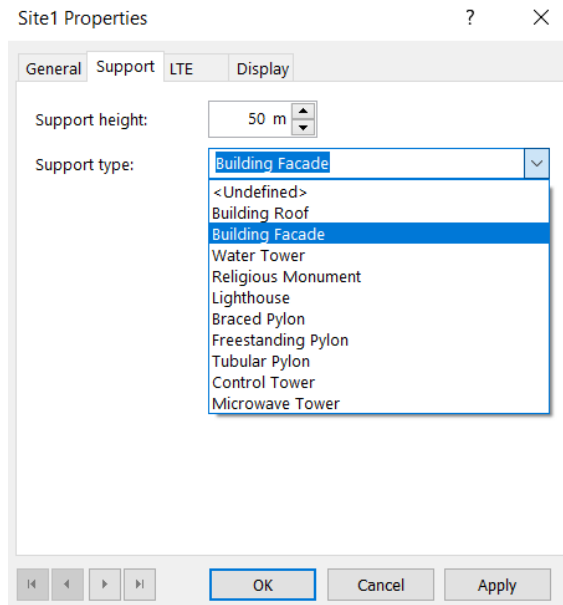 Site1 Properties ? ×
General Support LTE Display
Support height: 50 m
Support type: Building Facade
<Undefined>
Building Roof
Building Facade
Water Tower
Religious Monument
Lighthouse
Braced Pylon
Freestanding Pylon
Tubular Pylon
Control Tower
Microwave Tower
OK Cancel Apply